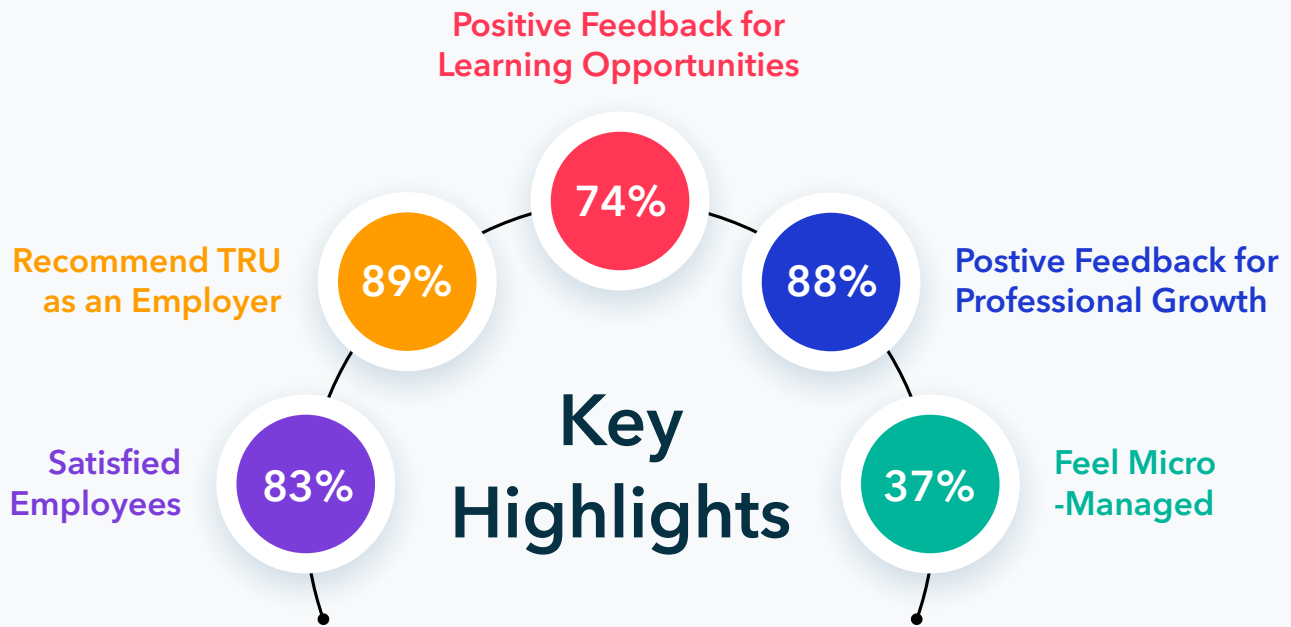 Positive Feedback for
Learning Opportunities
74%
Recommend TRU
as an Employer
89%
88%
Postive Feedback for
Professional Growth
Key
Highlights
Satisfied
Employees
83%
37%
Feel Micro
-Managed